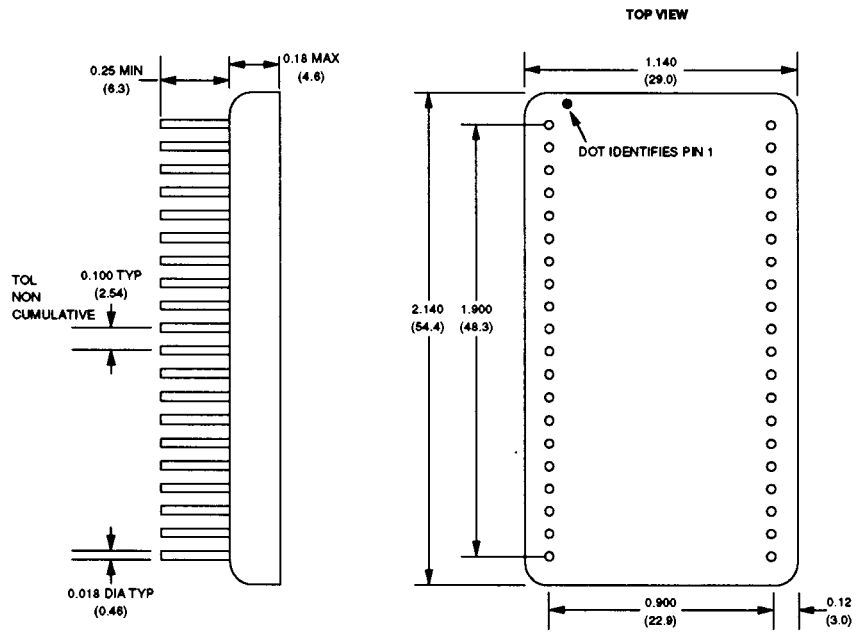 TOP VIEW
0.25 MIN
(6.3)
0.18 MAX
(4.6)
1.140
(29.0)
DOT IDENTIFIES PIN 1
TOL
NON
CUMULATIVE
0.100 TYP
(2.54)
2.140
(54.4)
1.900
(48.3)
0.018 DIA TYP
(0.46)
0.900
(22.9)
0.12
(3.0)